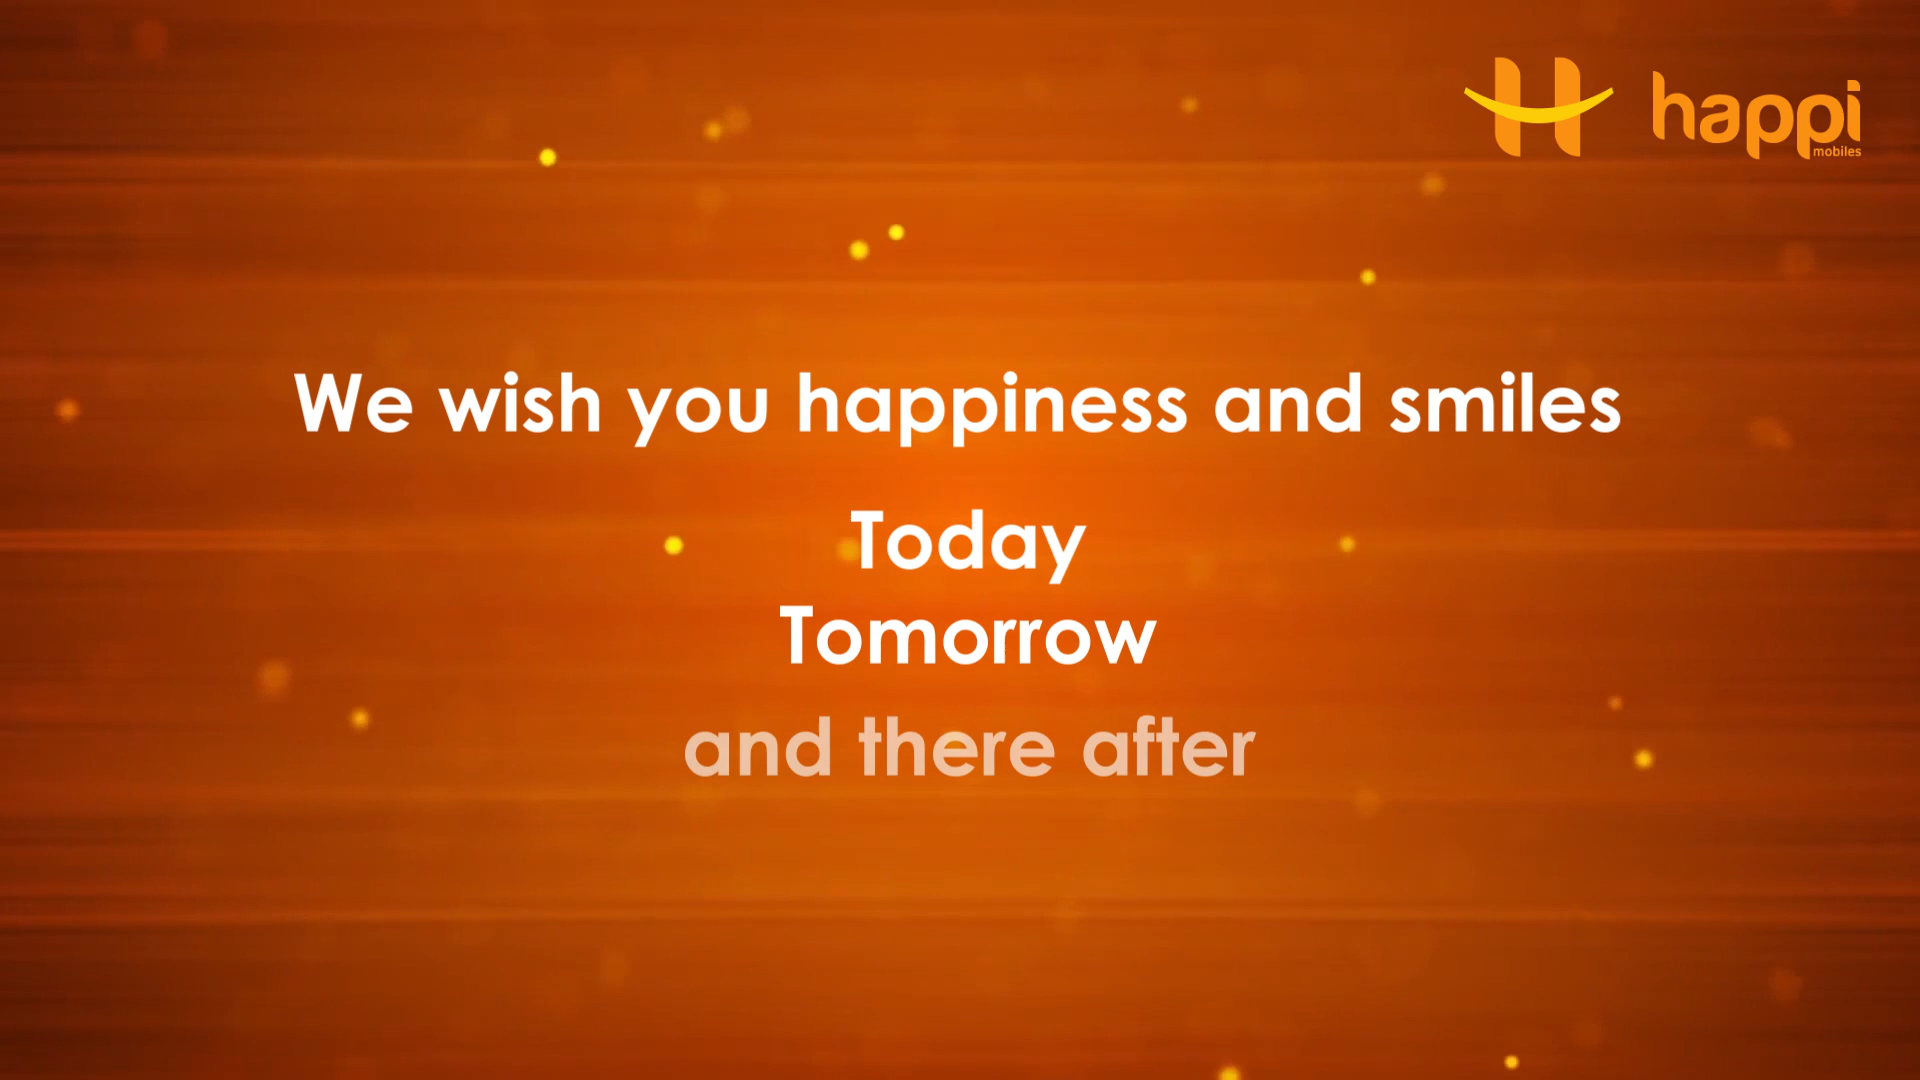 happi
mobiles
We wish you happiness and smiles
Today
Tomorrow
and there after